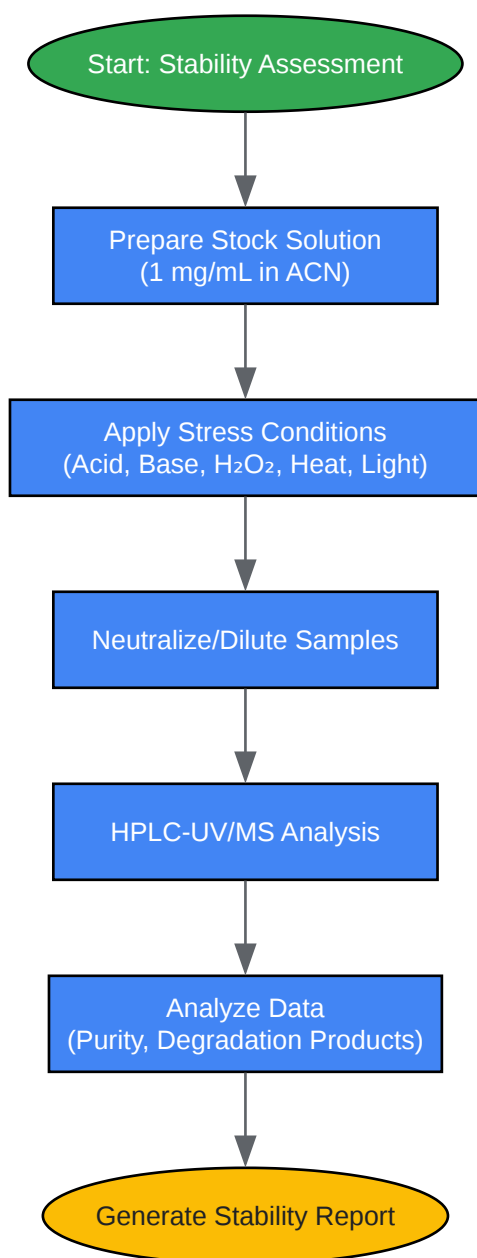 Start: Stability Assessment
Prepare Stock Solution
(1 mg/mL in ACN)
Apply Stress Conditions
(Acid, Base, H₂O₂, Heat, Light)
Neutralize/Dilute Samples
HPLC-UV/MS Analysis
Analyze Data
(Purity, Degradation Products)
Generate Stability Report